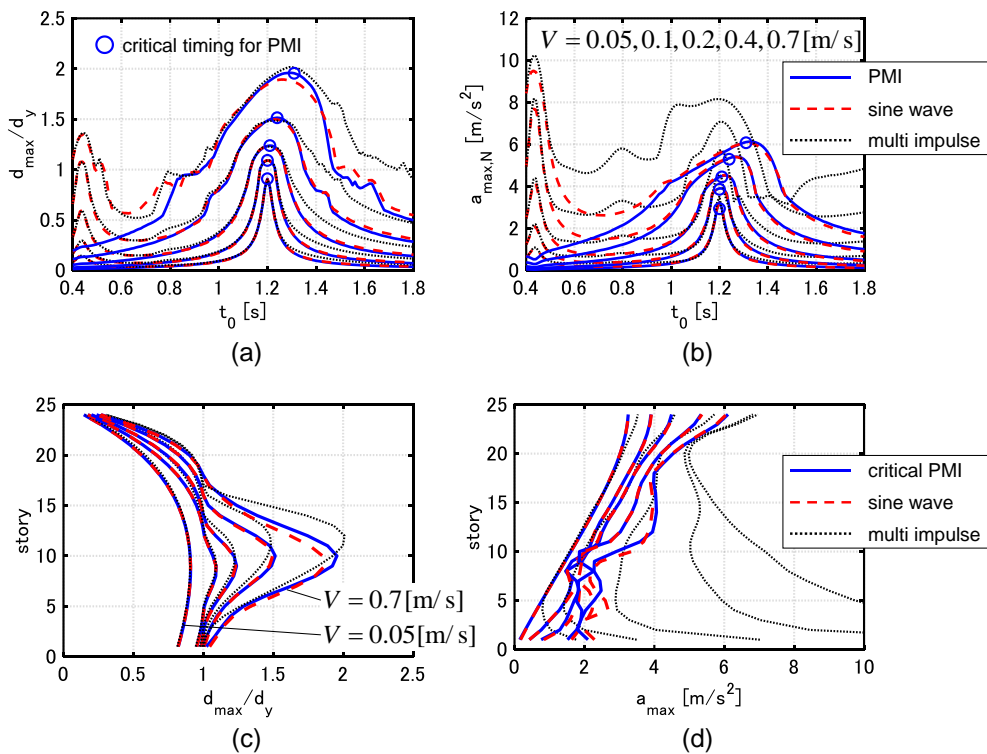 critical timing for PMI
d_max/d_y
2.5
2
1.5
1
0.5
0
0.4 0.6 0.8 1 1.2 1.4 1.6 1.8
t_0 [s]
(a)
V = 0.05, 0.1, 0.2, 0.4, 0.7 [m/s]
PMI
sine wave
multi impulse
a_max,N [m/s²]
12
10
8
6
4
2
0
0.4 0.6 0.8 1 1.2 1.4 1.6 1.8
t_0 [s]
(b)
story
25
20
15
10
5
0
V = 0.7 [m/s]
V = 0.05 [m/s]
0 0.5 1 1.5 2 2.5
d_max/d_y
(c)
story
25
20
15
10
5
0
critical PMI
sine wave
multi impulse
0 2 4 6 8 10
a_max [m/s²]
(d)